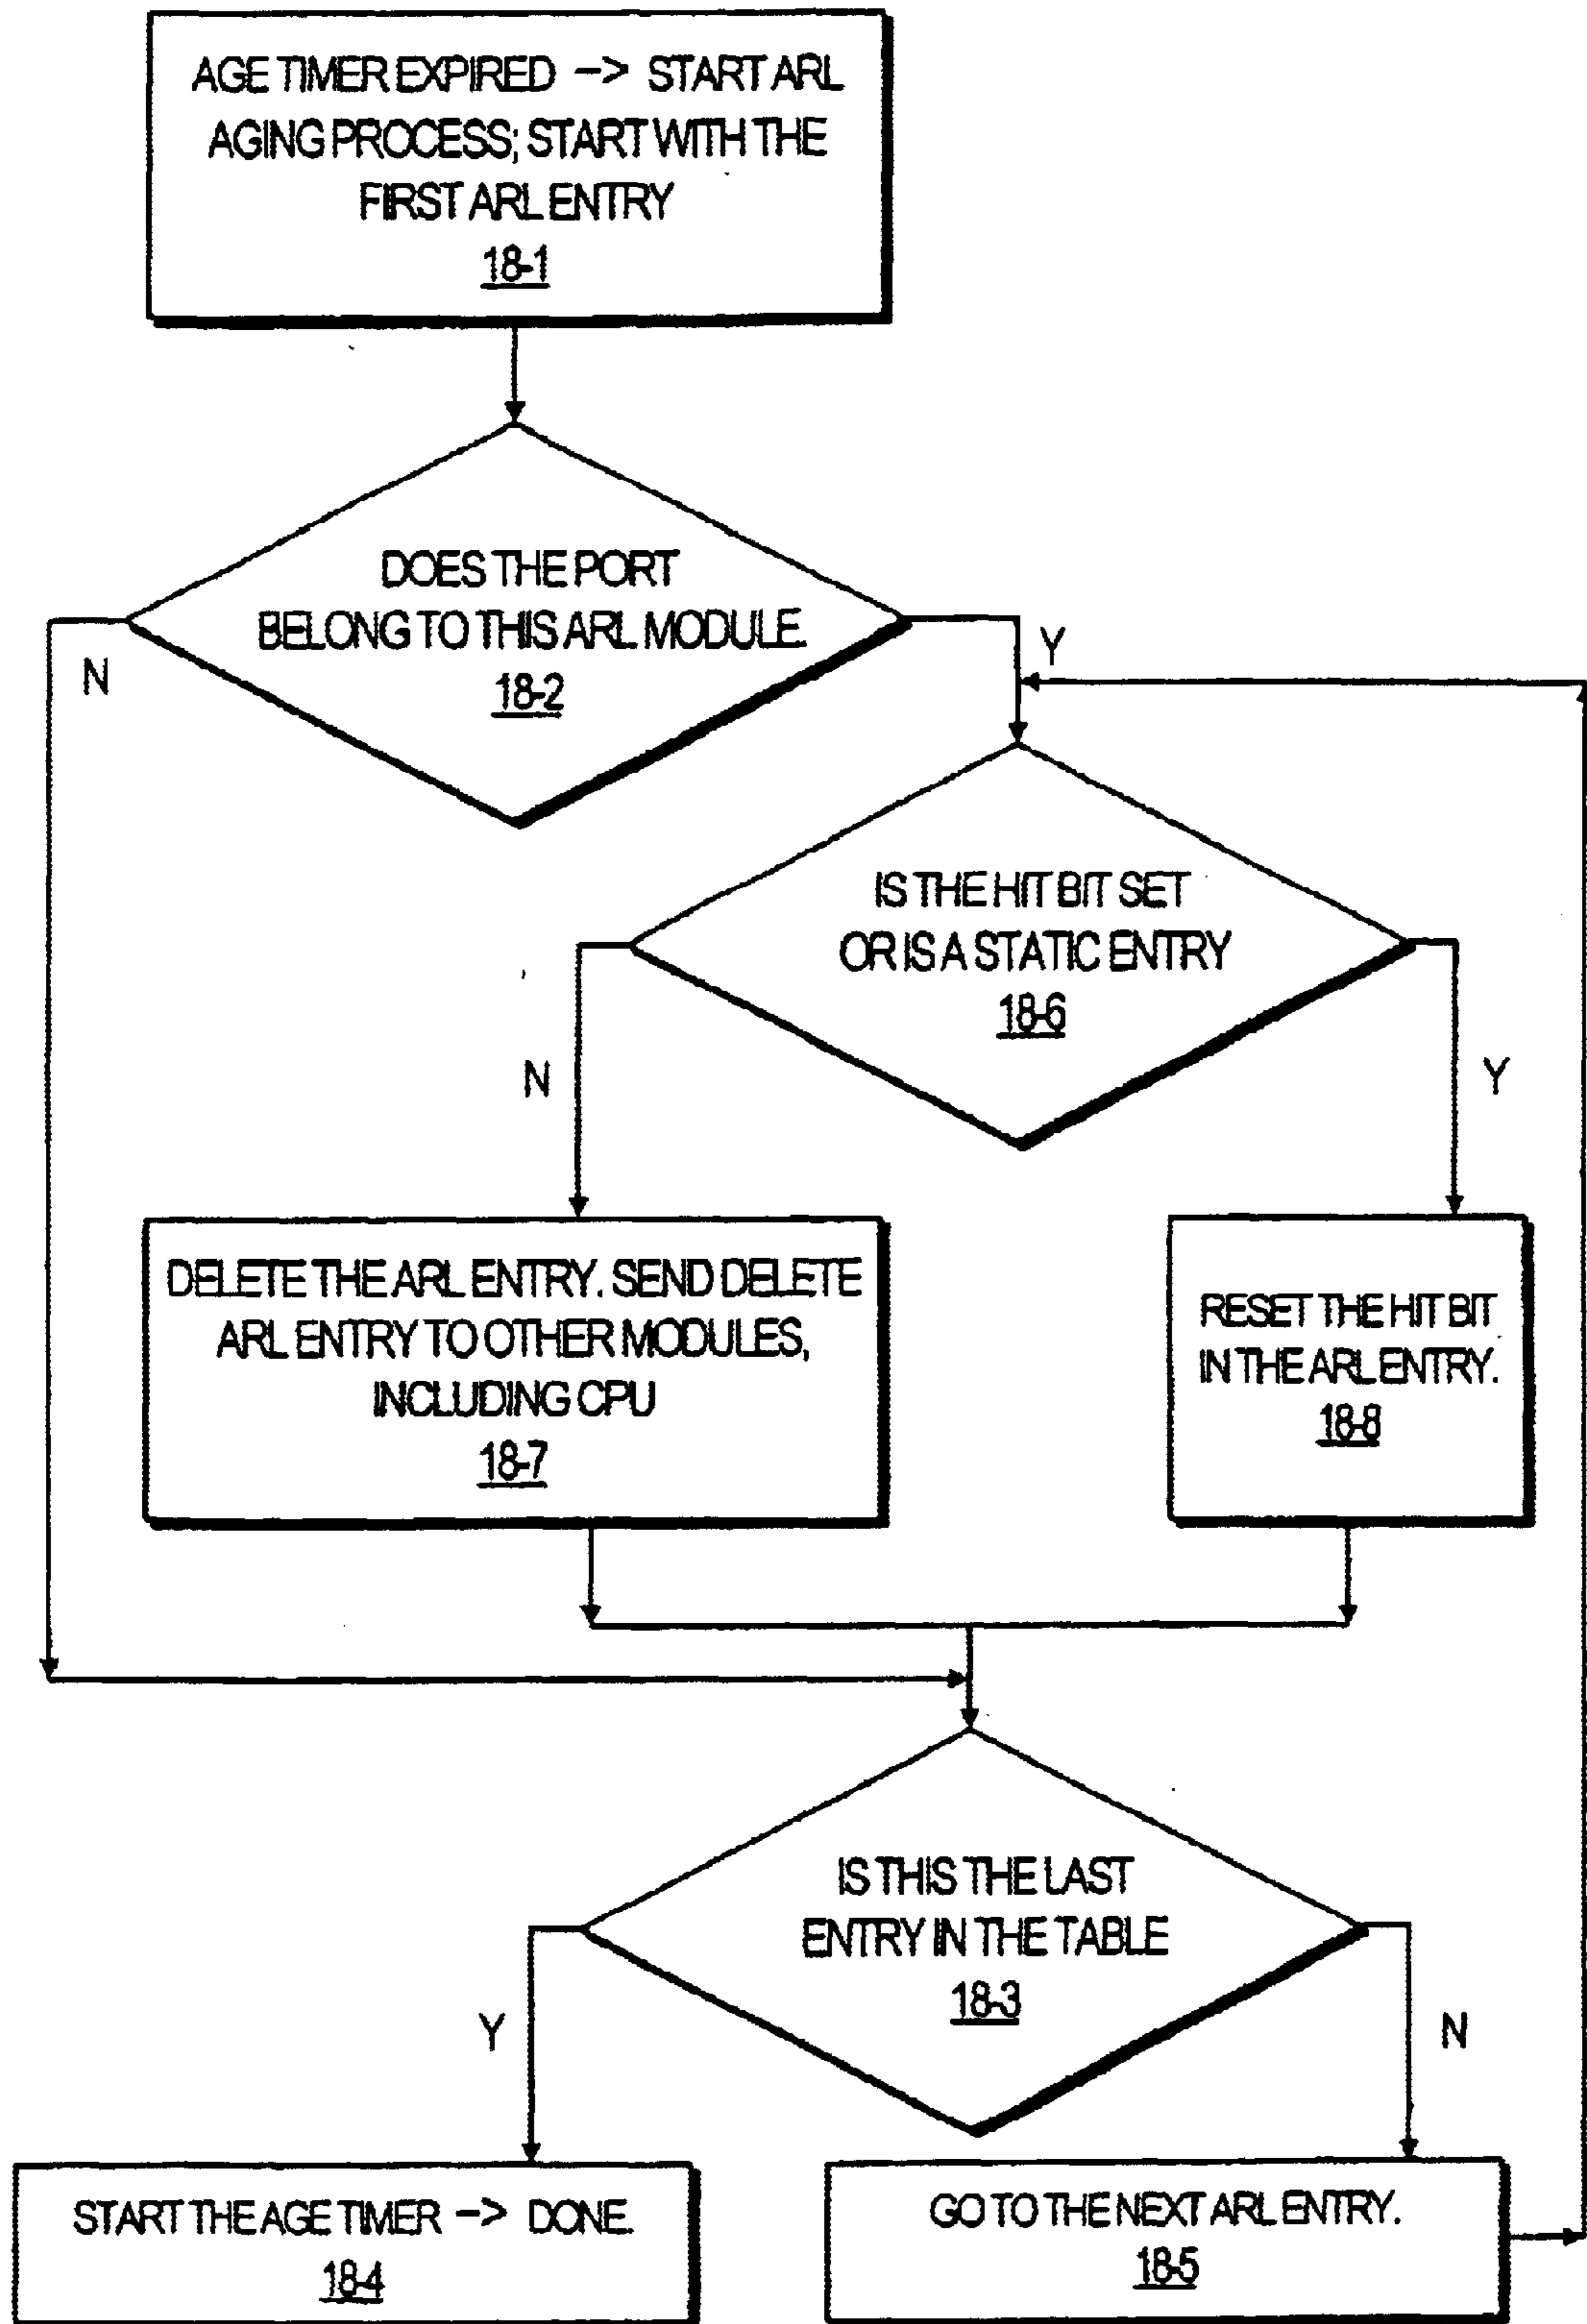 AGE TIMER EXPIRED -> START ARL
AGING PROCESS; START WITH THE
FIRST ARL ENTRY
18-1
DOES THE PORT
BELONG TO THIS ARL MODULE.
18-2
N
Y
IS THE HIT BIT SET
OR IS A STATIC ENTRY
18-6
N
Y
DELETE THE ARL ENTRY. SEND DELETE
ARL ENTRY TO OTHER MODULES,
INCLUDING CPU
18-7
RESET THE HIT BIT
IN THE ARL ENTRY.
18-8
IS THIS THE LAST
ENTRY IN THE TABLE
18-3
Y
N
START THE AGE TIMER -> DONE.
18-4
GO TO THE NEXT ARL ENTRY.
18-5